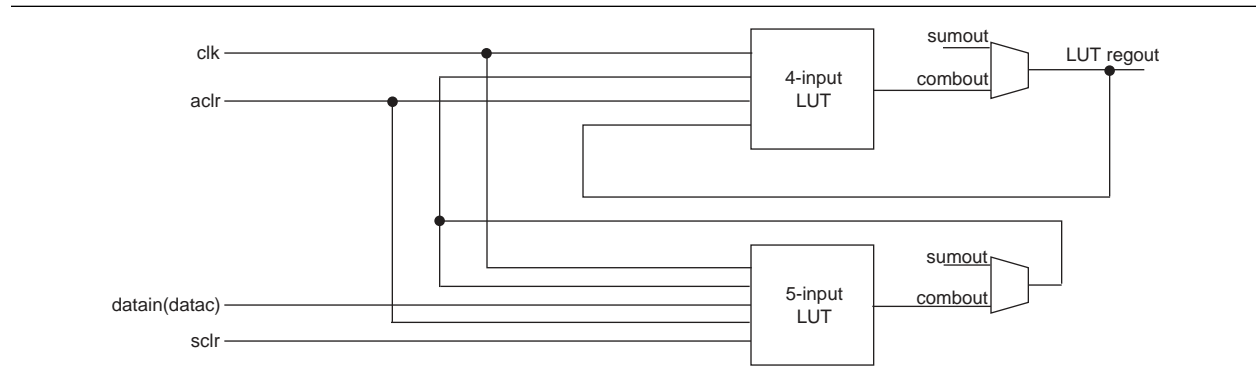 clk
aclr
4-input
LUT
sumout
combout
LUT regout
datain(datac)
sclr
5-input
LUT
sumout
combout